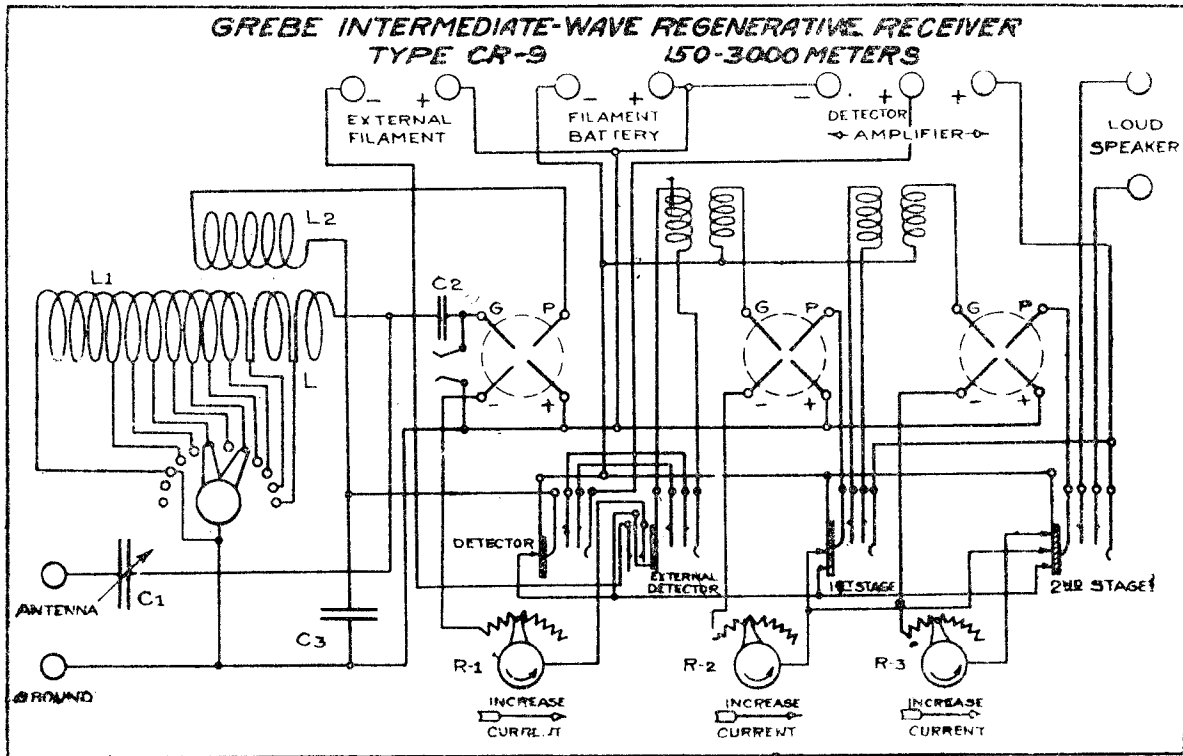 GREBE INTERMEDIATE-WAVE REGENERATIVE RECEIVER
TYPE CR-9 150-3000 METERS
- + - + - + +
EXTERNAL
FILAMENT
FILAMENT
BATTERY
DETECTOR
AMPLIFIER
LOUD
SPEAKER
L2
L1
L
C2
G P
- +
G P
- +
G P
- +
DETECTOR
EXTERNAL
DETECTOR
1ST STAGE
2ND STAGE
ANTENNA
C1
C3
GROUND
R-1
R-2
R-3
INCREASE
CURRENT
INCREASE
CURRENT
INCREASE
CURRENT